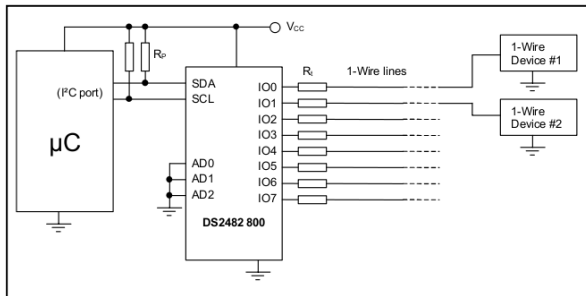 Vcc
Rₚ
(I²C port)
µC
SDA
SCL
AD0
AD1
AD2
DS2482 800
IO0
IO1
IO2
IO3
IO4
IO5
IO6
IO7
Rₜ
1-Wire lines
1-Wire
Device #1
1-Wire
Device #2